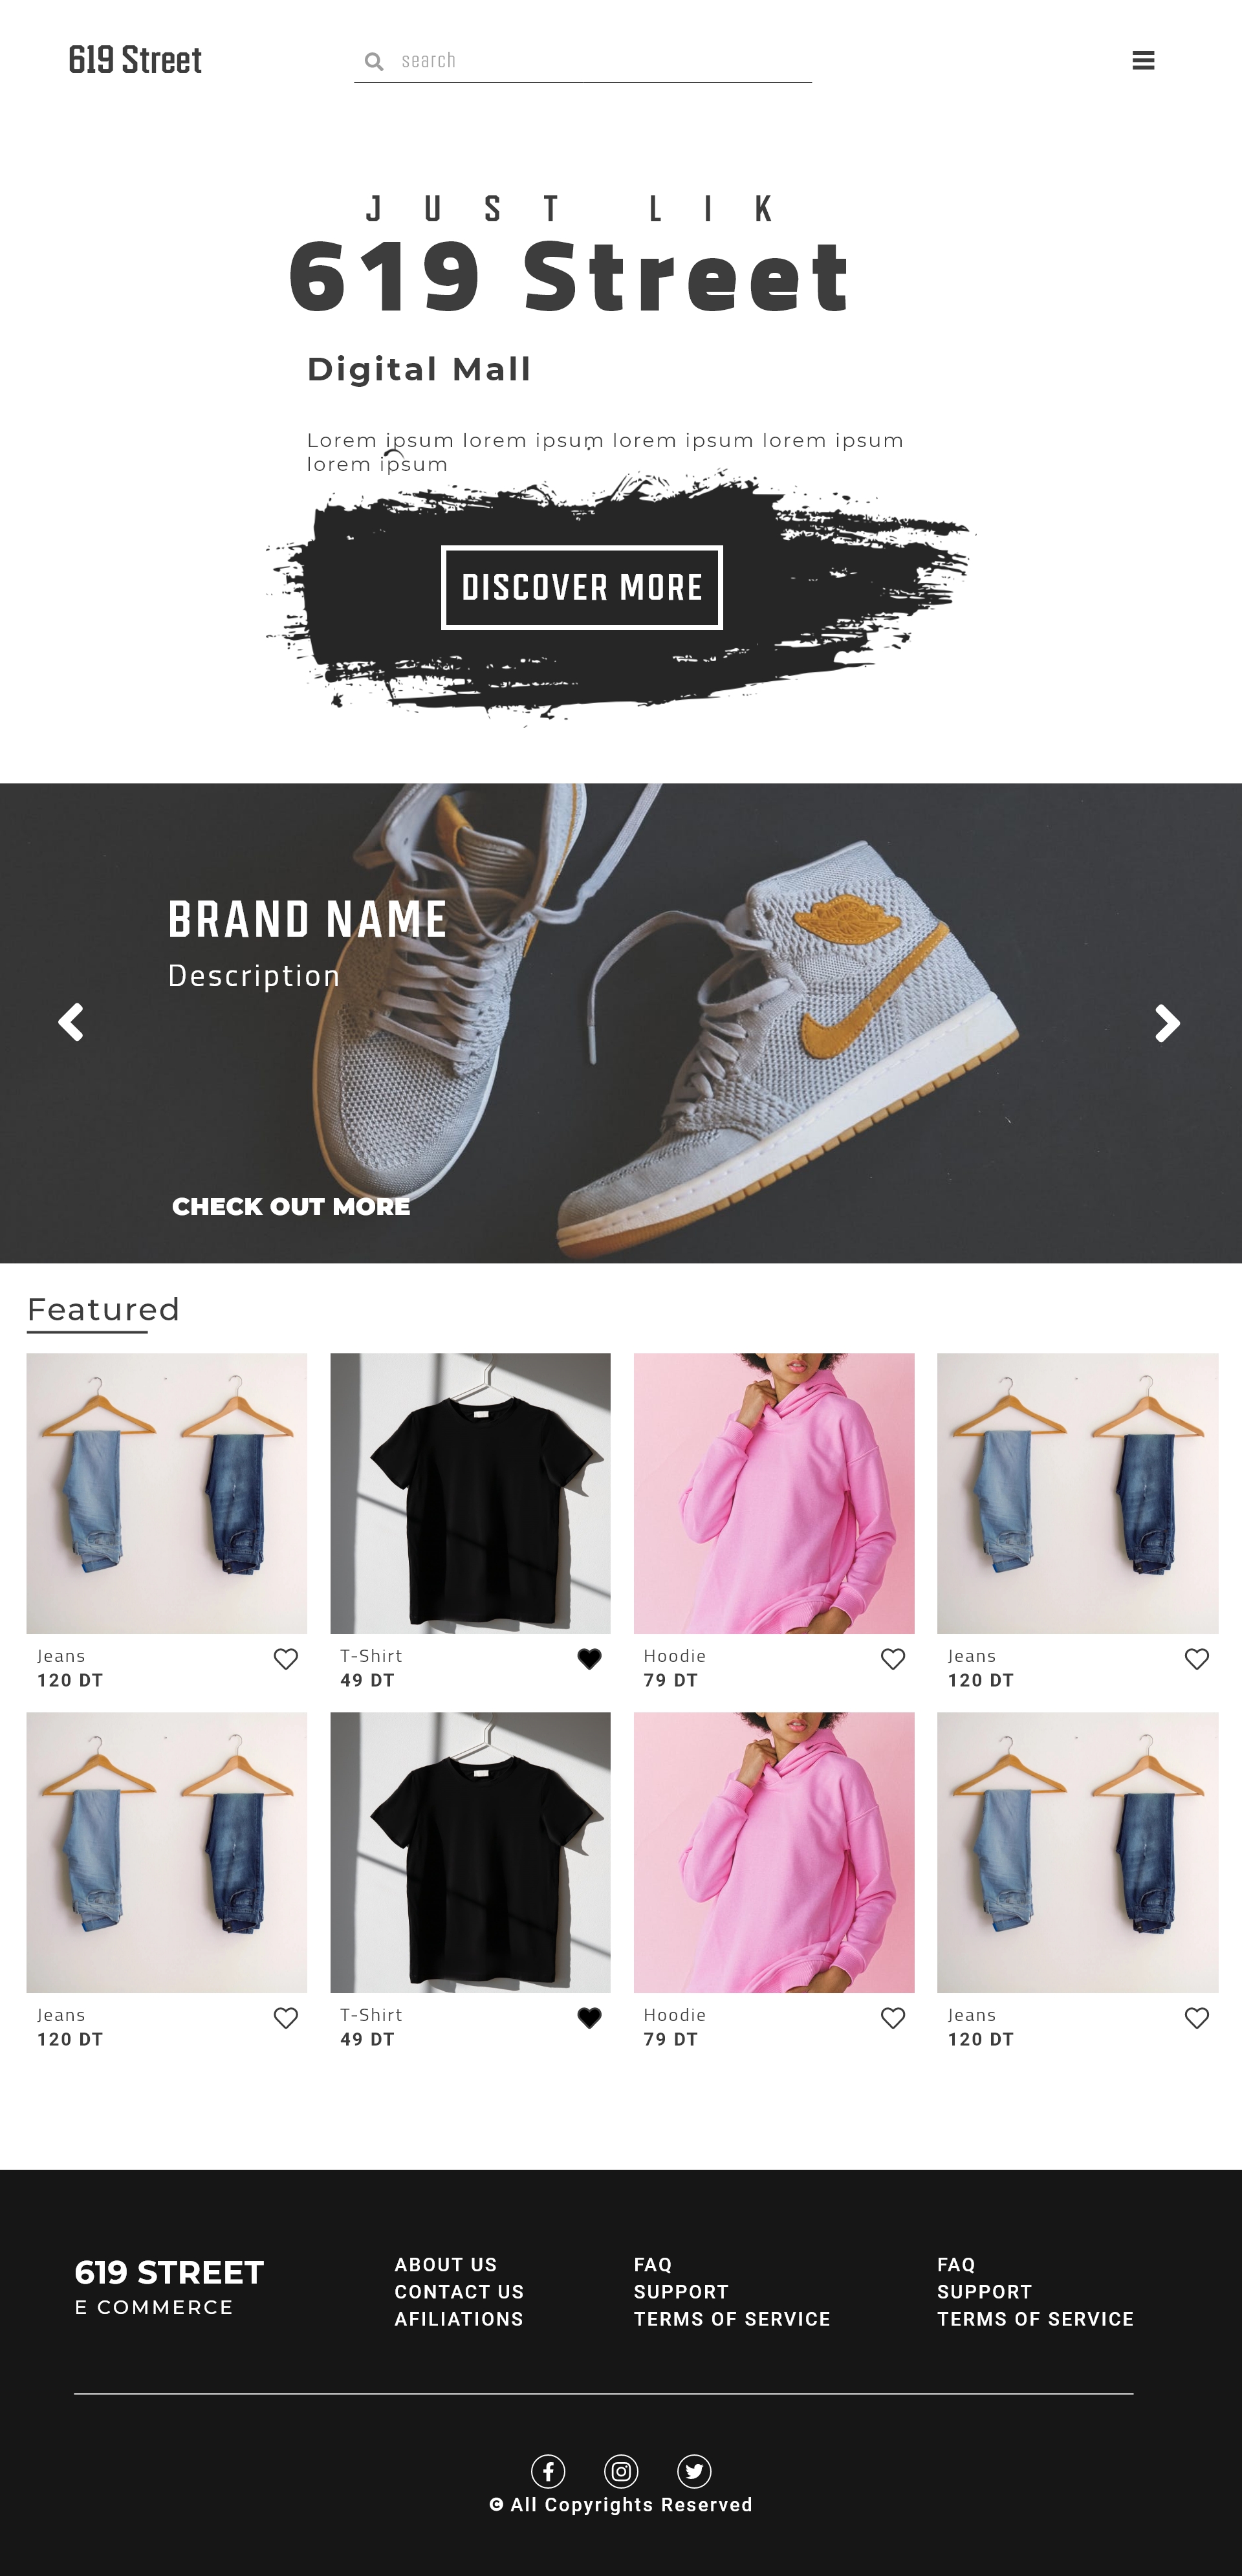 619 Street
search
JUST LIK
619 Street
Digital Mall
Lorem ipsum lorem ipsum lorem ipsum lorem ipsum
lorem ipsum
DISCOVER MORE
BRAND NAME
Description
CHECK OUT MORE
Featured
Jeans
120 DT
T-Shirt
49 DT
Hoodie
79 DT
Jeans
120 DT
Jeans
120 DT
T-Shirt
49 DT
Hoodie
79 DT
Jeans
120 DT
619 STREET
E COMMERCE
ABOUT US
CONTACT US
AFILIATIONS
FAQ
SUPPORT
TERMS OF SERVICE
FAQ
SUPPORT
TERMS OF SERVICE
© All Copyrights Reserved